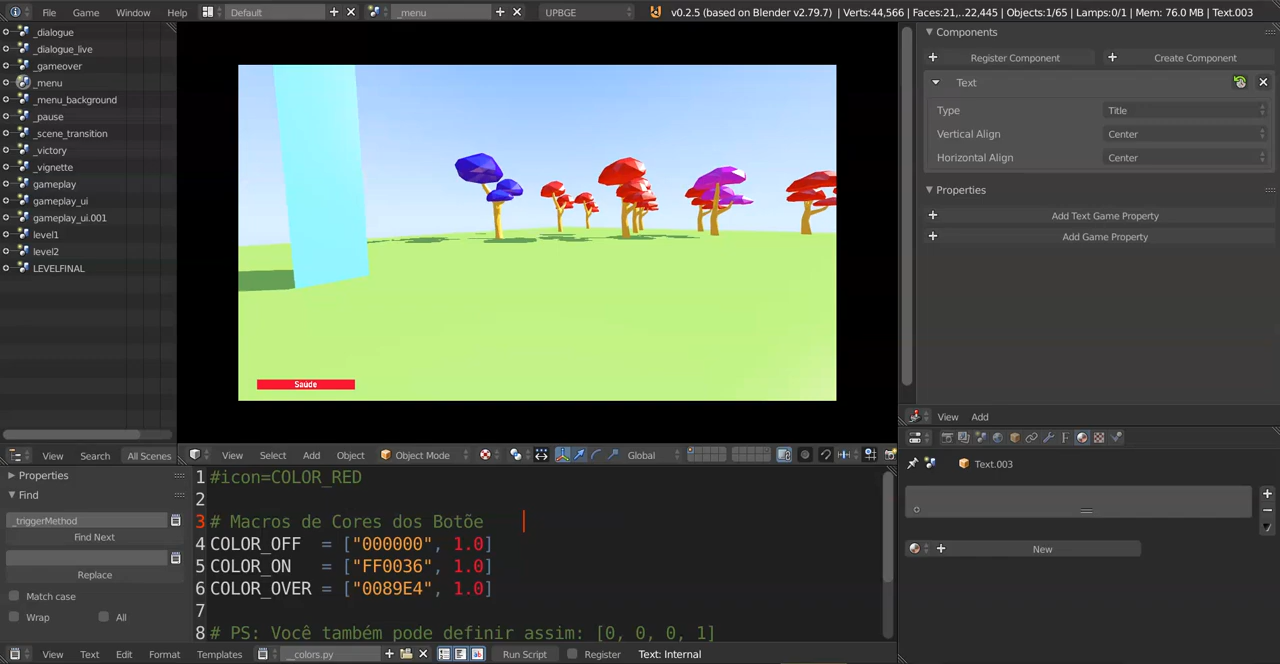 File Game Window Help Default _menu UPBGE v0.2.5 (based on Blender v2.79.7) | Verts:44,566 | Faces:21,..22,445 | Objects:1/65 | Lamps:0/1 | Mem: 76.0 MB | Text.003
_dialogue
_dialogue_live
_gameover
_menu
_menu_background
_pause
_scene_transition
_victory
_vignette
gameplay
gameplay_ui
gameplay_ui.001
level1
level2
LEVELFINAL
View Search All Scenes
Saúde
View Select Add Object Object Mode Global
Components
Register Component Create Component
Text
Type Title
Vertical Align Center
Horizontal Align Center
Properties
Add Text Game Property
Add Game Property
View Add
Text.003
New
Properties
Find
_triggerMethod
Find Next
Replace
Match case
Wrap All
1 #icon=COLOR_RED
2
3 # Macros de Cores dos Botõe
4 COLOR_OFF = ["000000", 1.0]
5 COLOR_ON = ["FF0036", 1.0]
6 COLOR_OVER = ["0089E4", 1.0]
7
8 # PS: Você também pode definir assim: [0, 0, 0, 1]
View Text Edit Format Templates __colors.py Run Script Register Text: Internal